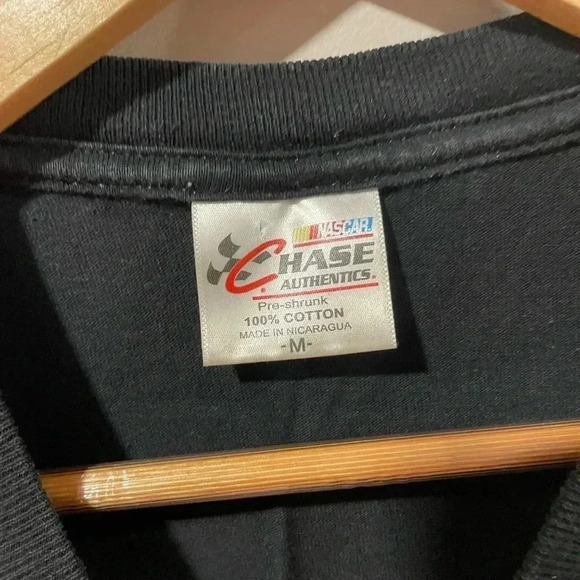 NASCAR.
CHASE
AUTHENTICS.
Pre-shrunk
100% COTTON
MADE IN NICARAGUA
-M-